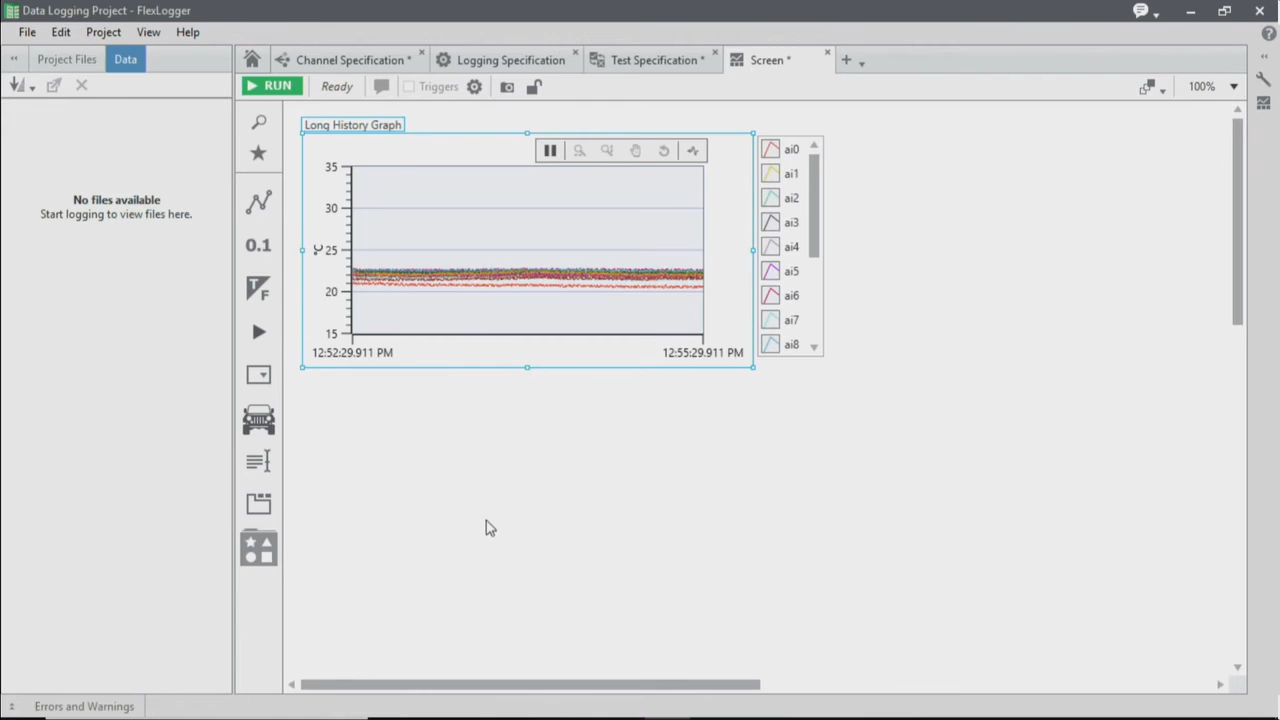 Data Logging Project - FlexLogger
File Edit Project View Help
Project Files Data
Channel Specification * Logging Specification Test Specification * Screen *
RUN Ready Triggers 100%
No files available
Start logging to view files here.
0.1
T
F
Long History Graph
35
30
25
20
15
°C
12:52:29.911 PM 12:55:29.911 PM
ai0
ai1
ai2
ai3
ai4
ai5
ai6
ai7
ai8
Errors and Warnings